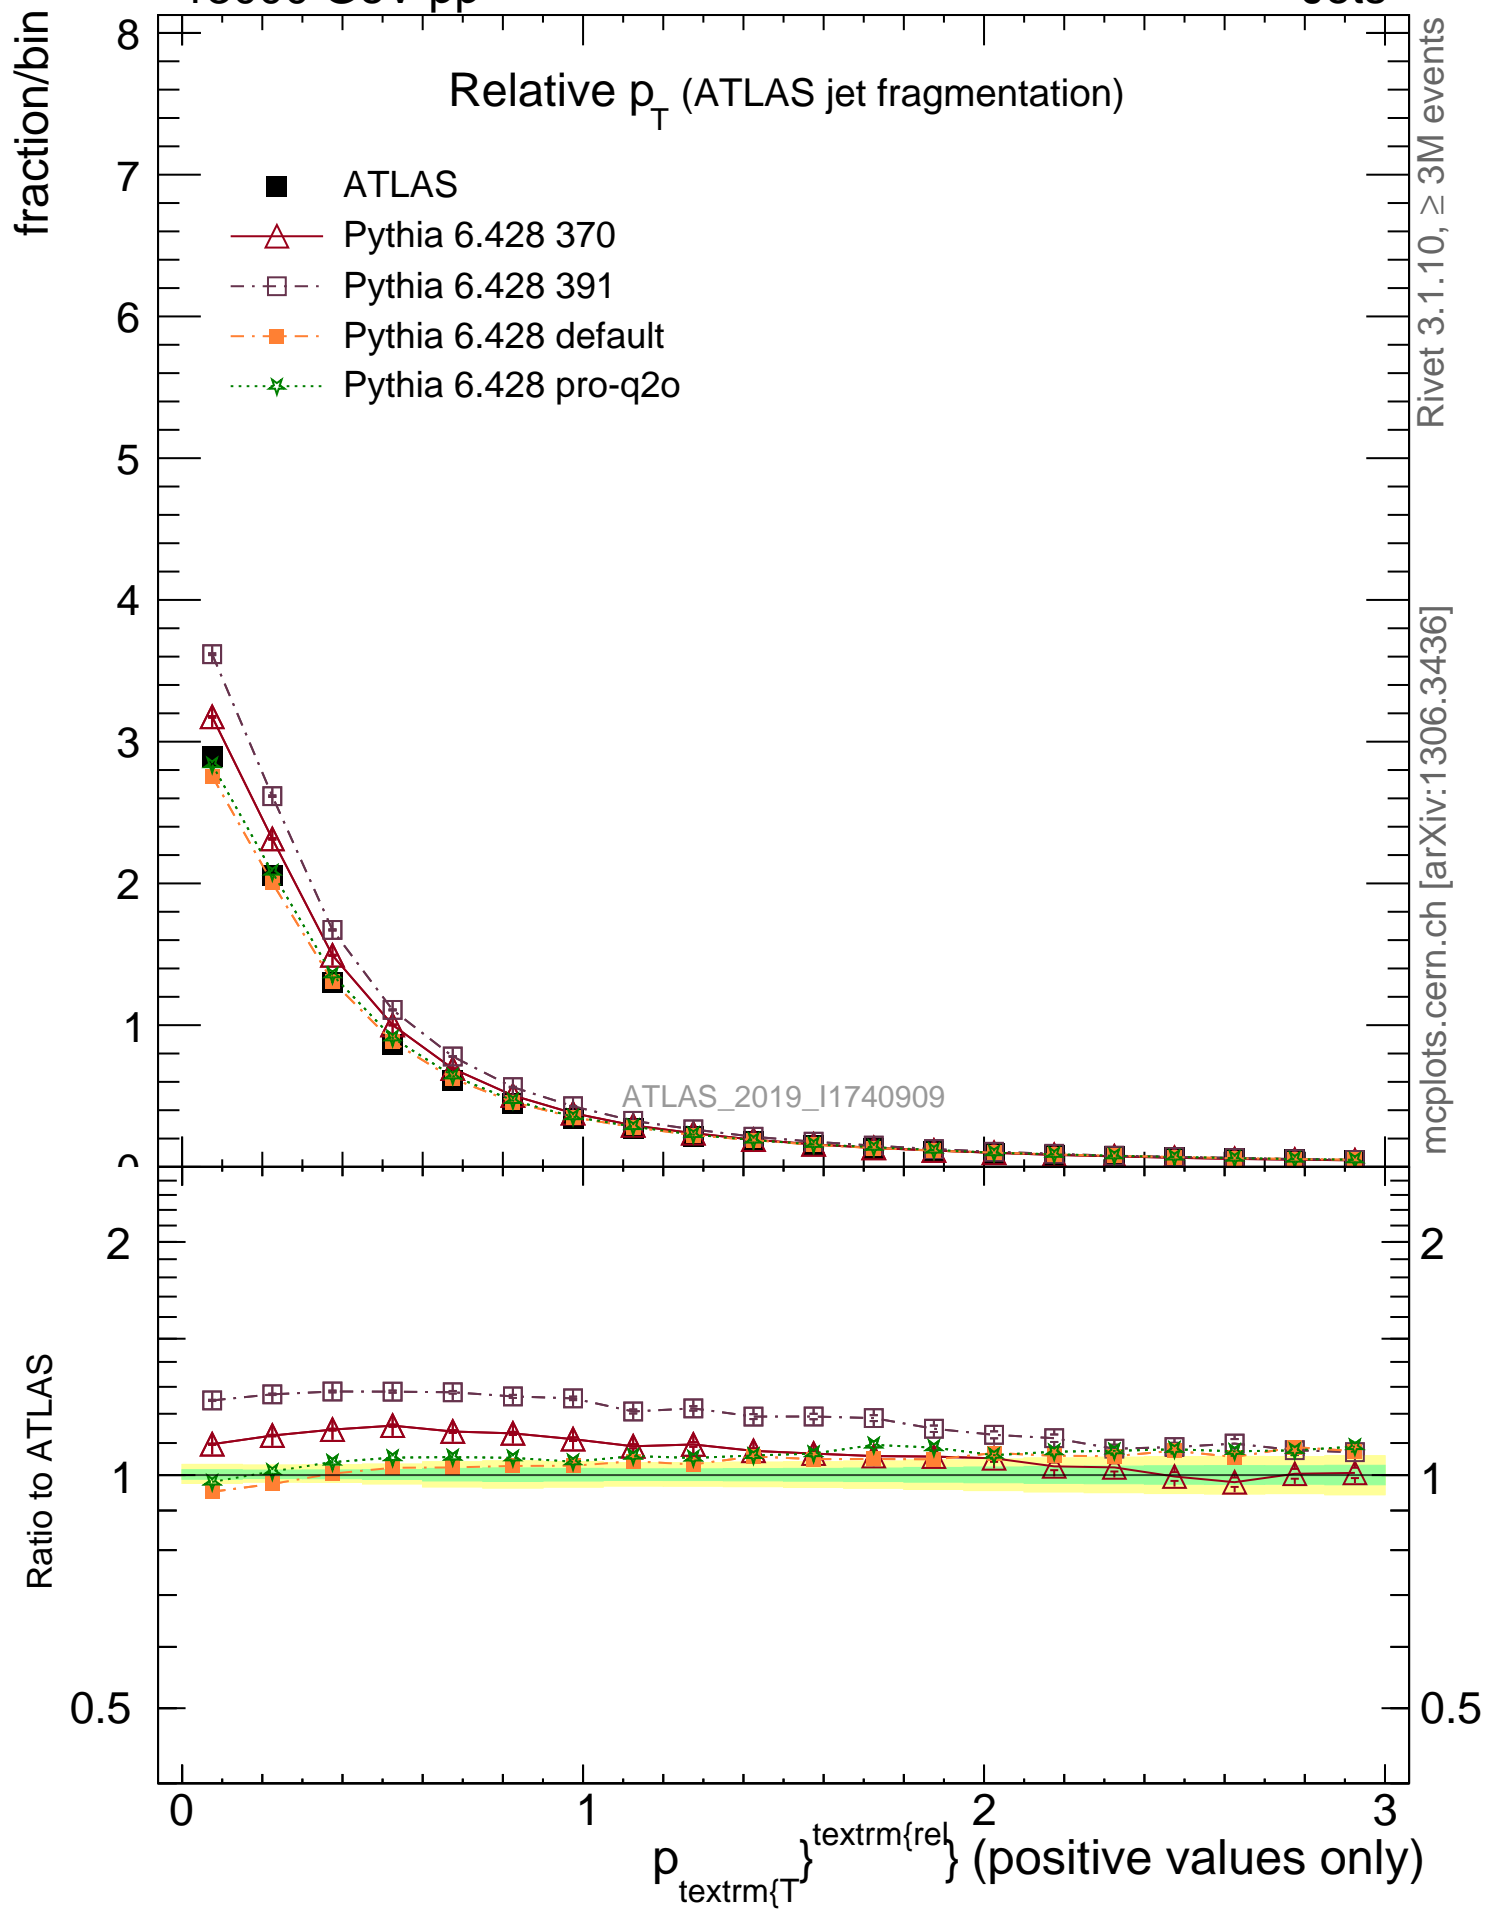 fraction/bin
Relative p_T (ATLAS jet fragmentation)
ATLAS
Pythia 6.428 370
Pythia 6.428 391
Pythia 6.428 default
Pythia 6.428 pro-q2o
8
7
6
5
4
3
2
1
0
ATLAS_2019_I1740909
Rivet 3.1.10, ≥ 3M events
mcplots.cern.ch [arXiv:1306.3436]
Ratio to ATLAS
2
1
0.5
2
1
0.5
0 1 2 3
p_textrm{T}^textrm{rel} (positive values only)